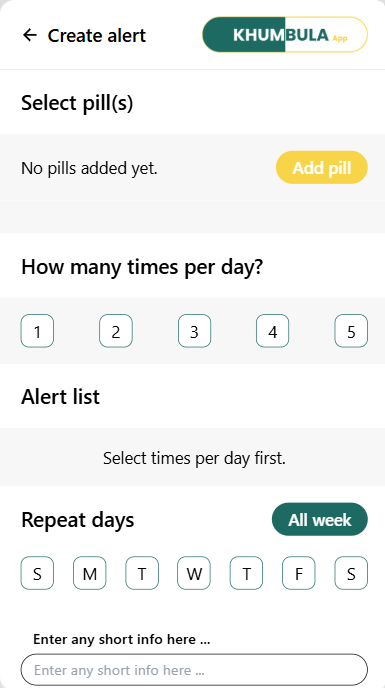 ← Create alert
KHUMBULA App
Select pill(s)
No pills added yet.
Add pill
How many times per day?
1 2 3 4 5
Alert list
Select times per day first.
Repeat days
All week
S M T W T F S
Enter any short info here ...
Enter any short info here ...